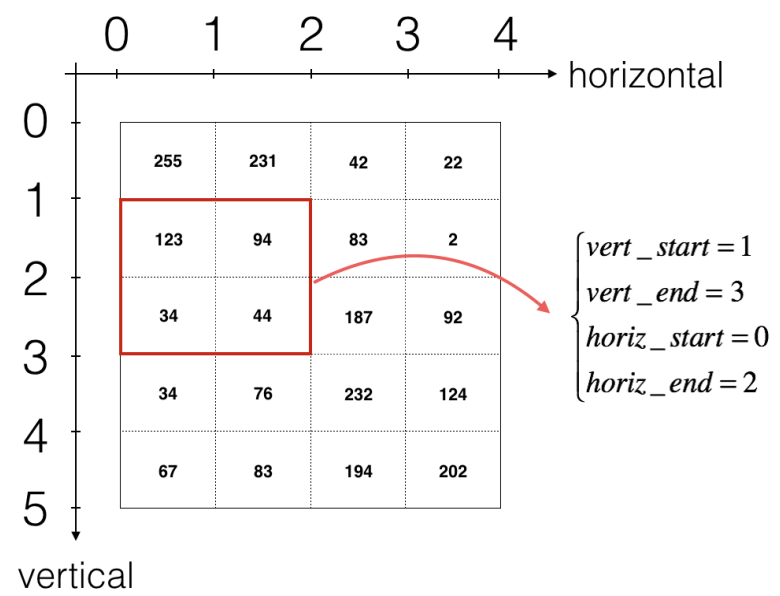 0 1 2 3 4
horizontal
0
255 231 42 22
1
123 94 83 2
vert_start = 1
2
vert_end = 3
34 44 187 92
horiz_start = 0
3
horiz_end = 2
34 76 232 124
4
67 83 194 202
5
vertical